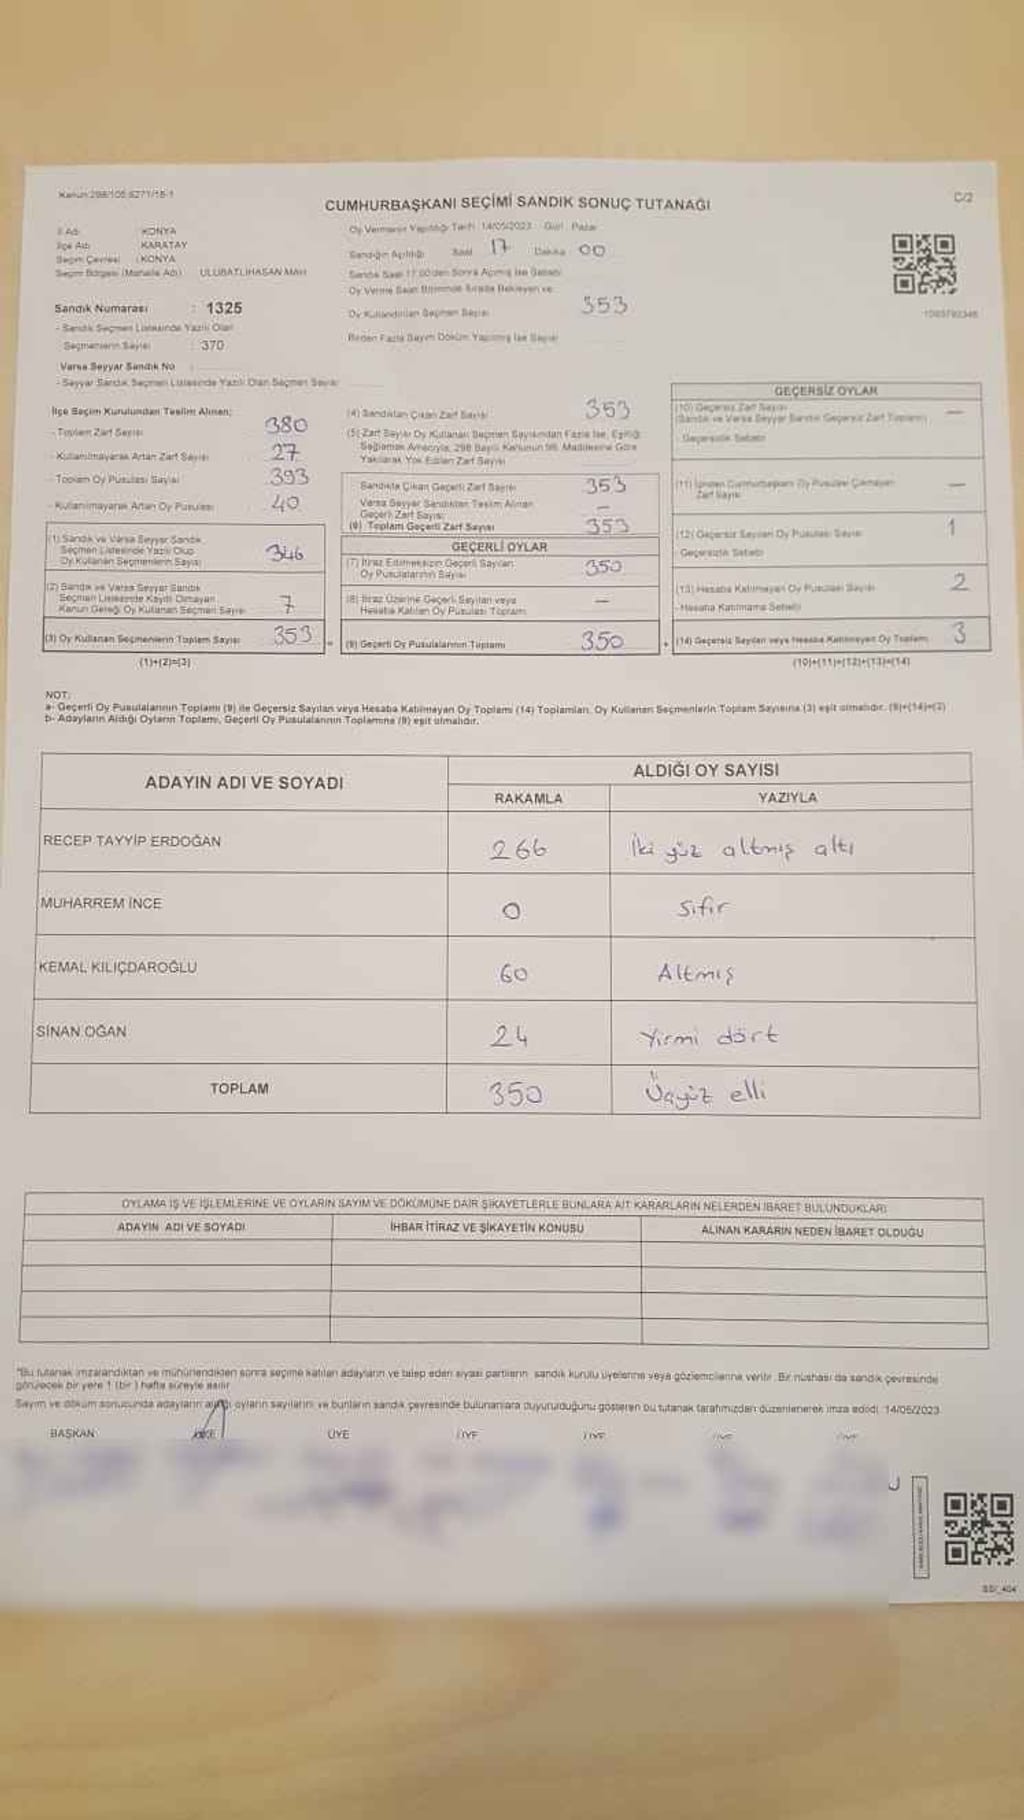 Kanun:298/105 6271/18-1
CUMHURBAŞKANI SEÇİMİ SANDIK SONUÇ TUTANAĞI
C/2
İl Adı KONYA
İlçe Adı KARATAY
Seçim Çevresi : KONYA
Seçim Bölgesi (Mahalle Adı) ULUBATLIHASAN MAH
Sandık Numarası : 1325
- Sandık Seçmen Listesinde Yazılı Olan
Seçmenlerin Sayısı : 370
Varsa Seyyar Sandık No
- Seyyar Sandık Seçmen Listesinde Yazılı Olan Seçmen Sayısı
Oy Vermenin Yapıldığı Tarih 14/05/2023 Gün Pazar
Sandığın Açıldığı Saat 17 Dakika 00
Sandık Saat 17.00'den Sonra Açılmış İse Sebebi
Oy Verme Saati Bitiminde Sırada Bekleyen ve
Oy Kullandırılan Seçmen Sayısı 353
Birden Fazla Sayım Döküm Yapılmış İse Sayısı
İlçe Seçim Kurulundan Teslim Alınan:
- Toplam Zarf Sayısı 380
- Kullanılmayarak Artan Zarf Sayısı 27
- Toplam Oy Pusulası Sayısı 393
- Kullanılmayarak Artan Oy Pusulası 40
(1) Sandık ve Varsa Seyyar Sandık
Seçmen Listesinde Yazılı Olup
Oy Kullanan Seçmenlerin Sayısı 346
(2) Sandık ve Varsa Seyyar Sandık
Seçmen Listesinde Kayıtlı Olmayan
Kanun Gereği Oy Kullanan Seçmen Sayısı 7
(3) Oy Kullanan Seçmenlerin Toplam Sayısı 353
(1)+(2)=(3)
(4) Sandıktan Çıkan Zarf Sayısı 353
(5) Zarf Sayısı Oy Kullanan Seçmen Sayısından Fazla İse, Eşitliği
Sağlamak Amacıyla, 298 Sayılı Kanunun 98. Maddesine Göre
Yakılarak Yok Edilen Zarf Sayısı
Sandıkta Çıkan Geçerli Zarf Sayısı 353
Varsa Seyyar Sandıktan Teslim Alınan
Geçerli Zarf Sayısı —
(6) Toplam Geçerli Zarf Sayısı 353
GEÇERLİ OYLAR
(7) İtiraz Edilmeksizin Geçerli Sayılan
Oy Pusulalarının Sayısı 350
(8) İtiraz Üzerine Geçerli Sayılan veya
Hesaba Katılan Oy Pusulası Toplamı —
(9) Geçerli Oy Pusulalarının Toplamı 350
GEÇERSİZ OYLAR
(10) Geçersiz Zarf Sayısı
(Sandık ve Varsa Seyyar Sandık Geçersiz Zarf Toplamı) —
- Geçersizlik Sebebi
(11) İçinden Cumhurbaşkanı Oy Pusulası Çıkmayan
Zarf Sayısı —
(12) Geçersiz Sayılan Oy Pusulası Sayısı 1
Geçersizlik Sebebi
(13) Hesaba Katılmayan Oy Pusulası Sayısı 2
- Hesaba Katılmama Sebebi
(14) Geçersiz Sayılan veya Hesaba Katılmayan Oy Toplamı 3
(10)+(11)+(12)+(13)=(14)
NOT:
a- Geçerli Oy Pusulalarının Toplamı (9) ile Geçersiz Sayılan veya Hesaba Katılmayan Oy Toplamı (14) Toplamları, Oy Kullanan Seçmenlerin Toplam Sayısına (3) eşit olmalıdır. (9)+(14)=(3)
b- Adayların Aldığı Oyların Toplamı, Geçerli Oy Pusulalarının Toplamına (9) eşit olmalıdır.
ADAYIN ADI VE SOYADI
ALDIĞI OY SAYISI
RAKAMLA YAZIYLA
RECEP TAYYİP ERDOĞAN 266 İki yüz altmış altı
MUHARREM İNCE 0 Sıfır
KEMAL KILIÇDAROĞLU 60 Altmış
SİNAN OĞAN 24 Yirmi dört
TOPLAM 350 Üçyüz elli
OYLAMA İŞ VE İŞLEMLERİNE VE OYLARIN SAYIM VE DÖKÜMÜNE DAİR ŞİKAYETLERLE BUNLARA AİT KARARLARIN NELERDEN İBARET BULUNDUKLARI
ADAYIN ADI VE SOYADI İHBAR İTİRAZ VE ŞİKAYETİN KONUSU ALINAN KARARIN NEDEN İBARET OLDUĞU
*Bu tutanak imzalandıktan ve mühürlendikten sonra seçime katılan adayların ve talep eden siyasi partilerin sandık kurulu üyelerine veya gözlemcilerine verilir. Bir nüshası da sandık çevresinde
görülecek bir yere 1 (bir) hafta süreyle asılır
Sayım ve döküm sonucunda adayların aldığı oyların sayılarını ve bunların sandık çevresinde bulunanlara duyurulduğunu gösteren bu tutanak tarafımızdan düzenlenerek imza edildi. 14/05/2023
BAŞKAN ÜYE ÜYE ÜYE ÜYE ÜYE